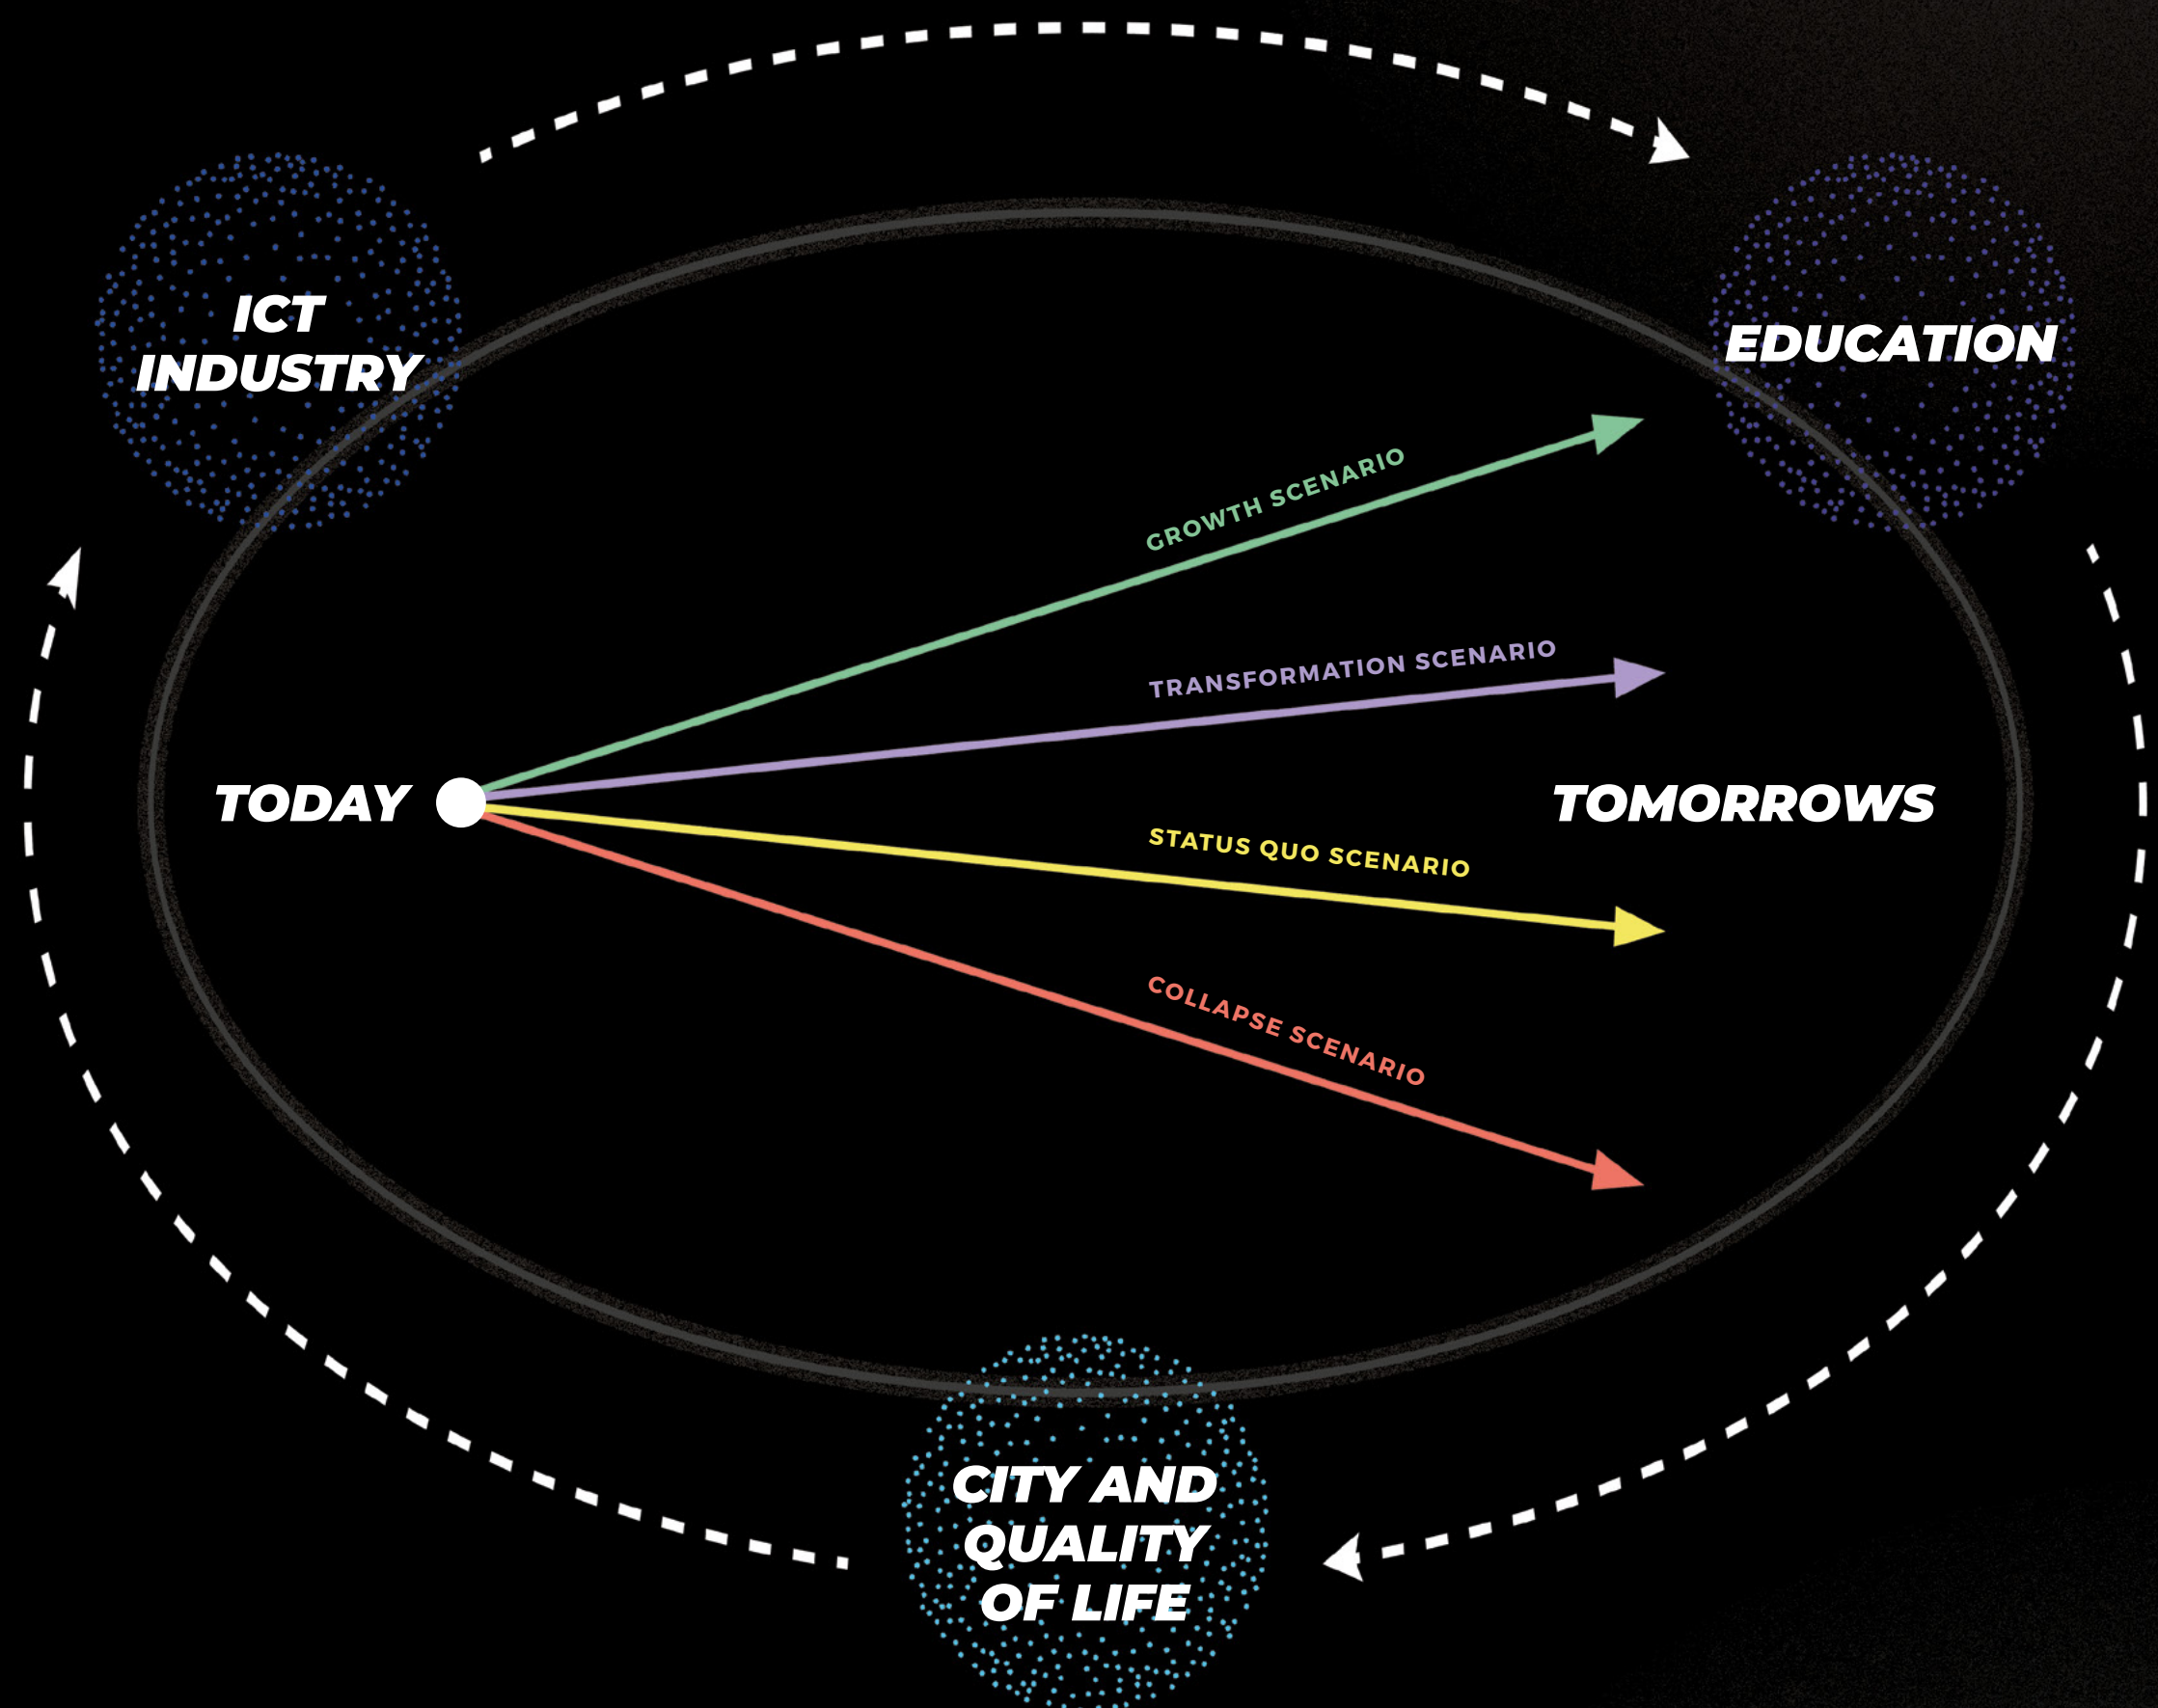 ICT
INDUSTRY
EDUCATION
GROWTH SCENARIO
TRANSFORMATION SCENARIO
TODAY
TOMORROWS
STATUS QUO SCENARIO
COLLAPSE SCENARIO
CITY AND
QUALITY
OF LIFE